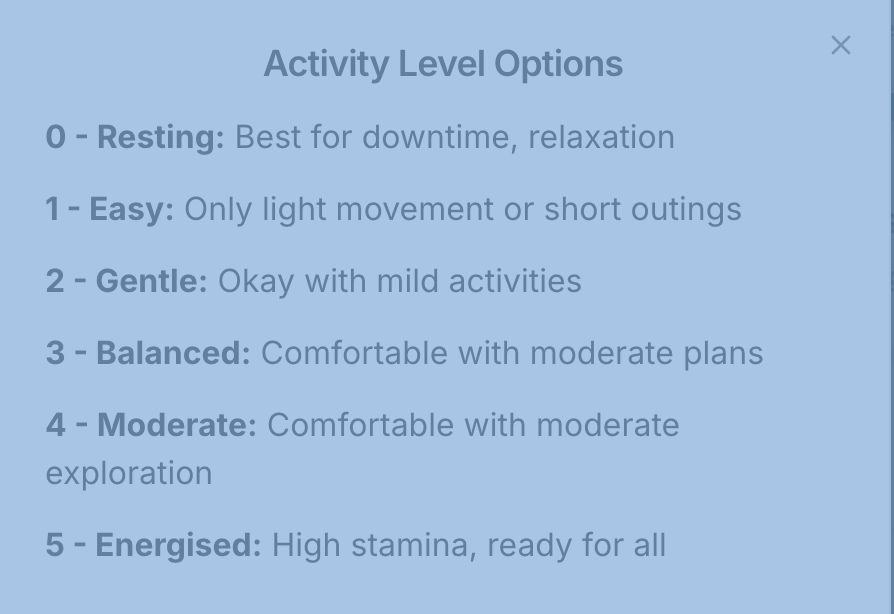 Activity Level Options
0 - Resting: Best for downtime, relaxation
1 - Easy: Only light movement or short outings
2 - Gentle: Okay with mild activities
3 - Balanced: Comfortable with moderate plans
4 - Moderate: Comfortable with moderate
exploration
5 - Energised: High stamina, ready for all